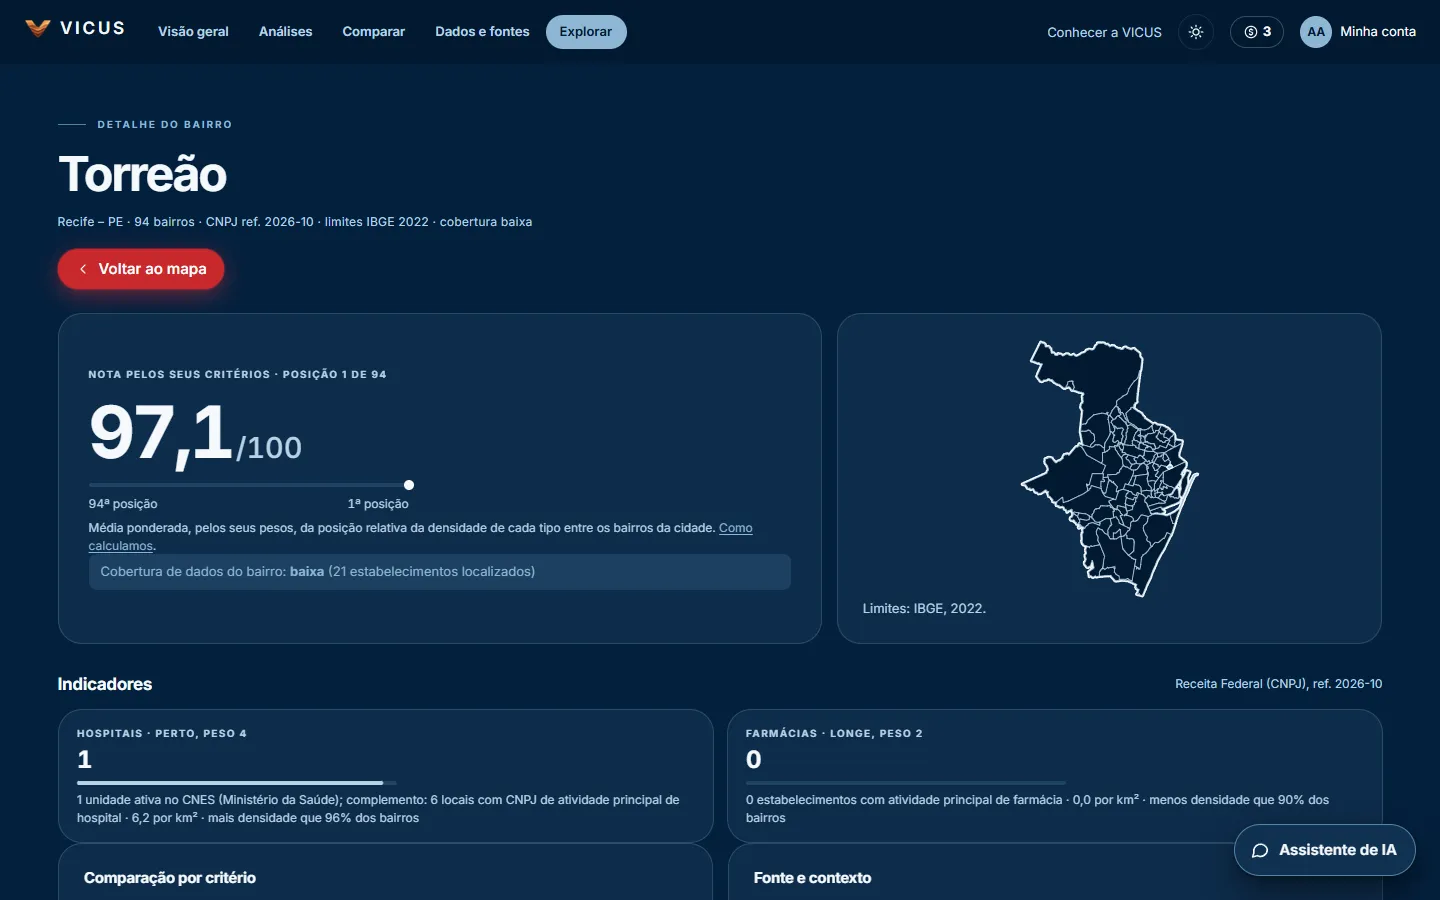 VICUS
Visão geral
Análises
Comparar
Dados e fontes
Explorar
Conhecer a VICUS
3
AA
Minha conta
DETALHE DO BAIRRO
Torreão
Recife – PE · 94 bairros · CNPJ ref. 2026-10 · limites IBGE 2022 · cobertura baixa
Voltar ao mapa
NOTA PELOS SEUS CRITÉRIOS · POSIÇÃO 1 DE 94
97,1/100
94ª posição
1ª posição
Média ponderada, pelos seus pesos, da posição relativa da densidade de cada tipo entre os bairros da cidade. Como
calculamos.
Cobertura de dados do bairro: baixa (21 estabelecimentos localizados)
Limites: IBGE, 2022.
Indicadores
Receita Federal (CNPJ), ref. 2026-10
HOSPITAIS · PERTO, PESO 4
1
1 unidade ativa no CNES (Ministério da Saúde); complemento: 6 locais com CNPJ de atividade principal de
hospital · 6,2 por km² · mais densidade que 96% dos bairros
FARMÁCIAS · LONGE, PESO 2
0
0 estabelecimentos com atividade principal de farmácia · 0,0 por km² · menos densidade que 90% dos
bairros
Assistente de IA
Comparação por critério
Fonte e contexto